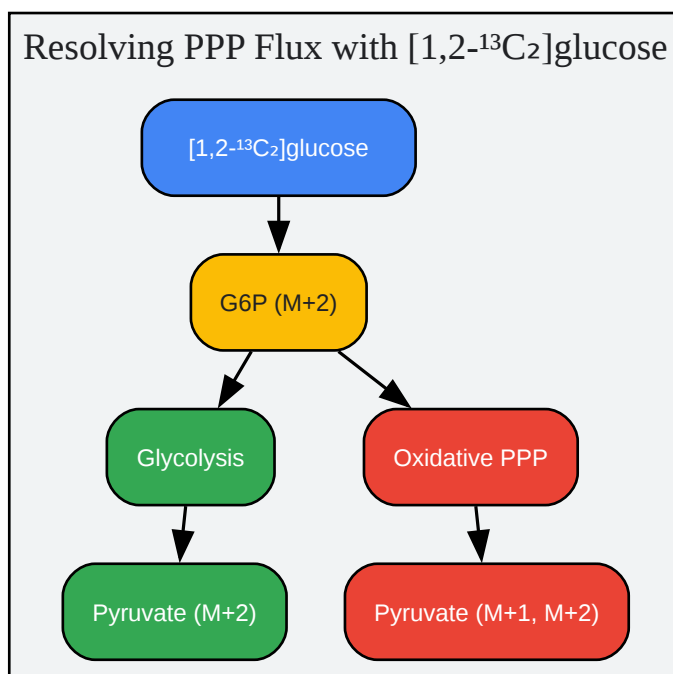 Resolving PPP Flux with [1,2-¹³C₂]glucose
[1,2-¹³C₂]glucose
G6P (M+2)
Glycolysis
Oxidative PPP
Pyruvate (M+2)
Pyruvate (M+1, M+2)